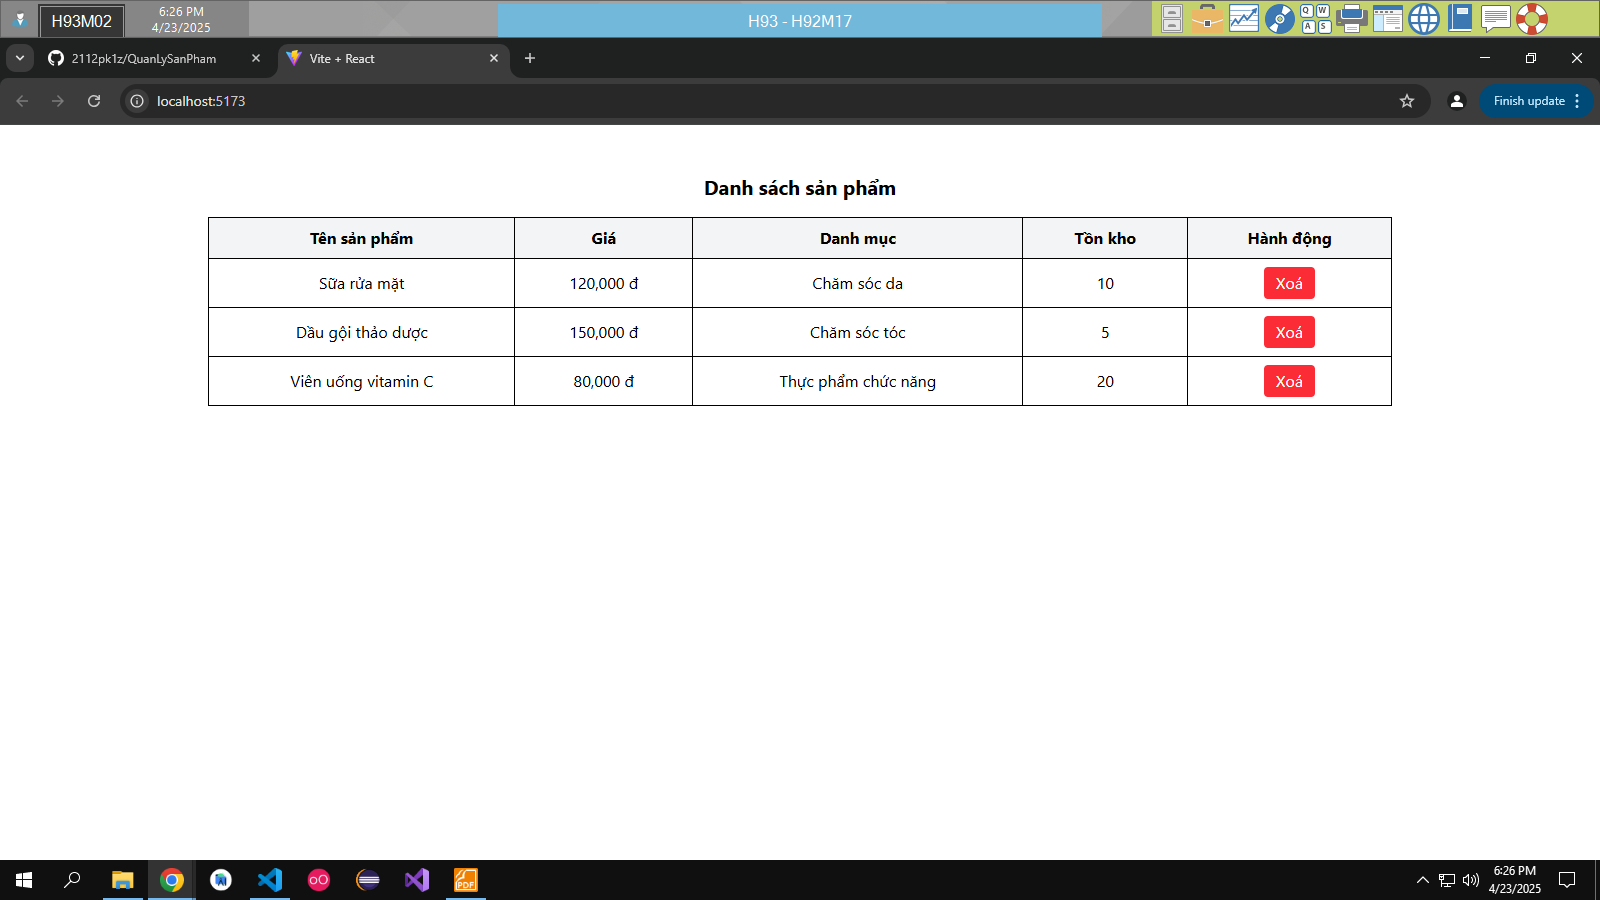 H93M02
6:26 PM
4/23/2025
H93 - H92M17
Q W
A S
2112pk1z/QuanLySanPham
Vite + React
localhost:5173
Finish update
Danh sách sản phẩm
Tên sản phẩm Giá Danh mục Tồn kho Hành động
Sữa rửa mặt 120,000 đ Chăm sóc da 10 Xoá
Dầu gội thảo dược 150,000 đ Chăm sóc tóc 5 Xoá
Viên uống vitamin C 80,000 đ Thực phẩm chức năng 20 Xoá
PDF
6:26 PM
4/23/2025